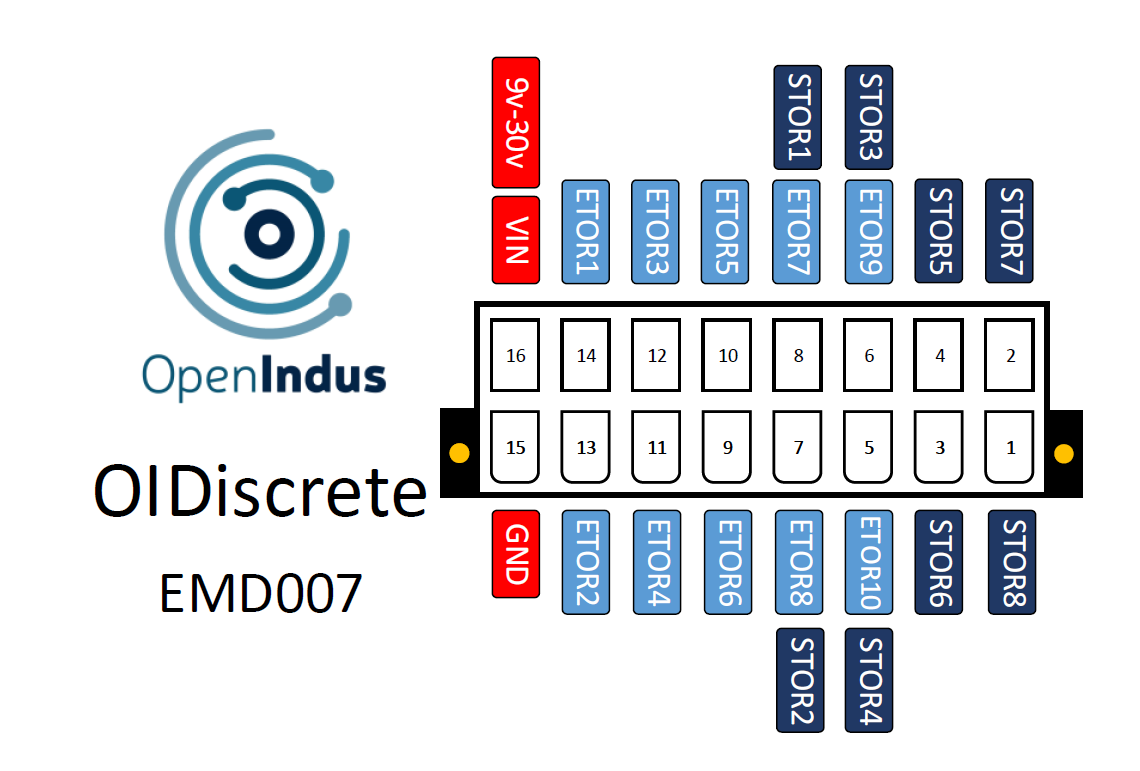 9v-30v
STOR1
STOR3
VIN
ETOR1
ETOR3
ETOR5
ETOR7
ETOR9
STOR5
STOR7
OpenIndus
OIDiscrete
EMD007
16 14 12 10 8 6 4 2
15 13 11 9 7 5 3 1
GND
ETOR2
ETOR4
ETOR6
ETOR8
ETOR10
STOR6
STOR8
STOR2
STOR4